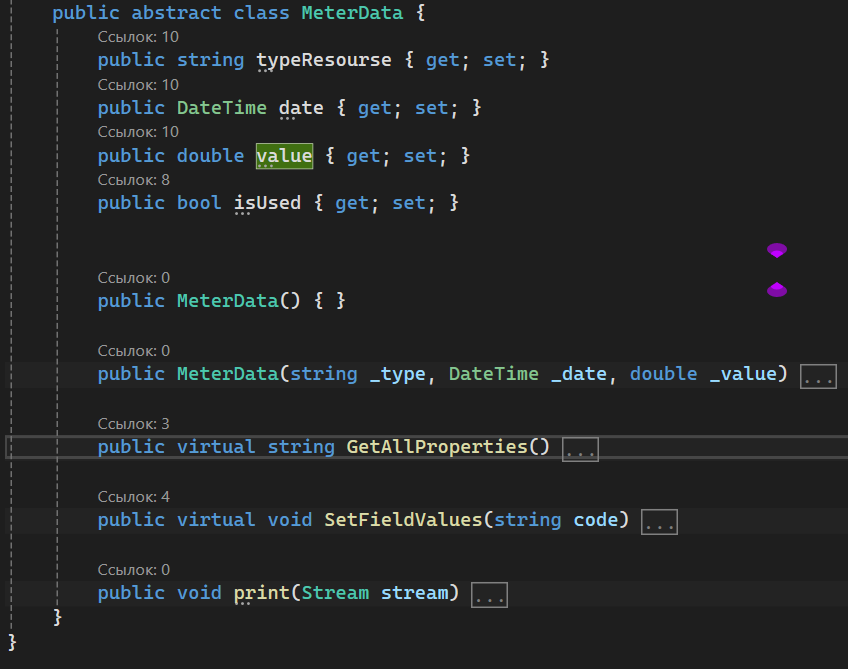 public abstract class MeterData {
Ссылок: 10
public string typeResourse { get; set; }
Ссылок: 10
public DateTime date { get; set; }
Ссылок: 10
public double value { get; set; }
Ссылок: 8
public bool isUsed { get; set; }
Ссылок: 0
public MeterData() { }
Ссылок: 0
public MeterData(string _type, DateTime _date, double _value) ...
Ссылок: 3
public virtual string GetAllProperties() ...
Ссылок: 4
public virtual void SetFieldValues(string code) ...
Ссылок: 0
public void print(Stream stream) ...
}
}